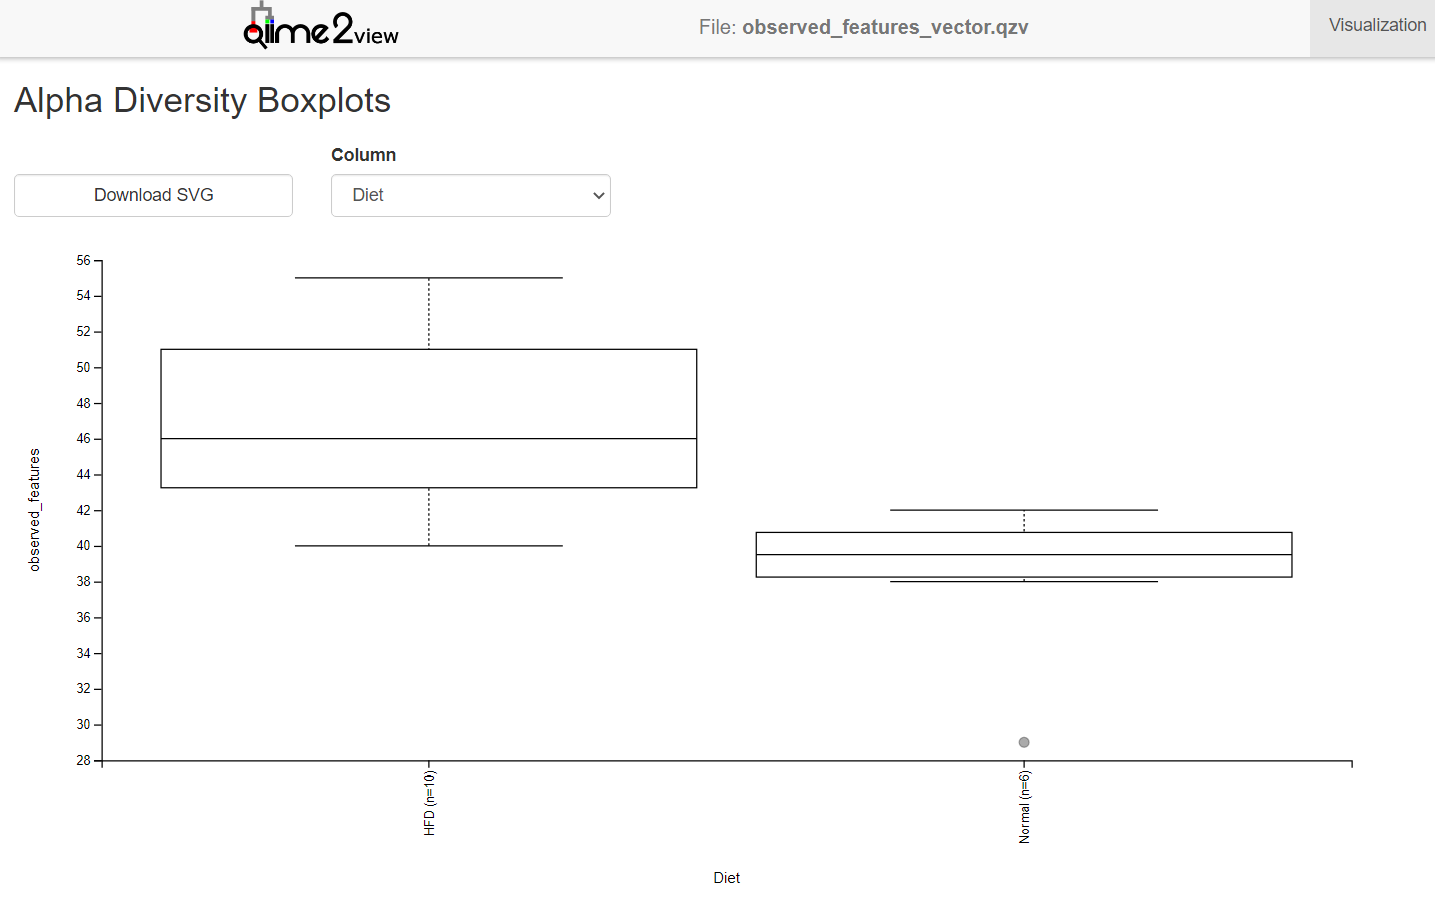 qiime2view
File: observed_features_vector.qzv
Visualization
Alpha Diversity Boxplots
Column
Download SVG
Diet
56
54
52
50
48
46
44
42
40
38
36
34
32
30
28
observed_features
HFD (n=10)
Normal (n=6)
Diet